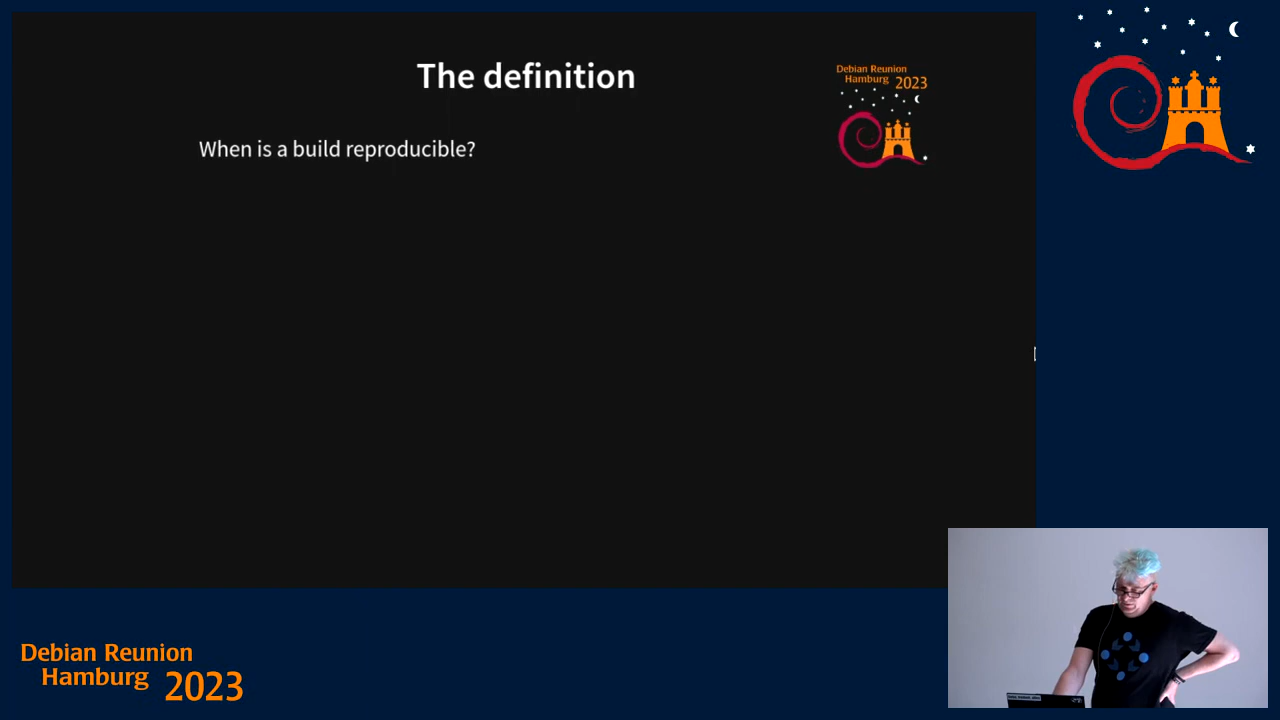 The definition
Debian Reunion
Hamburg 2023
When is a build reproducible?
Debian Reunion
Hamburg 2023